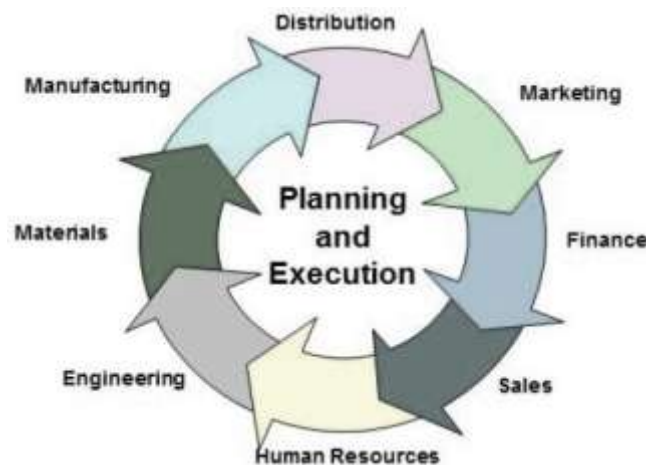 Distribution
Manufacturing
Marketing
Planning
and
Execution
Materials
Finance
Engineering
Sales
Human Resources